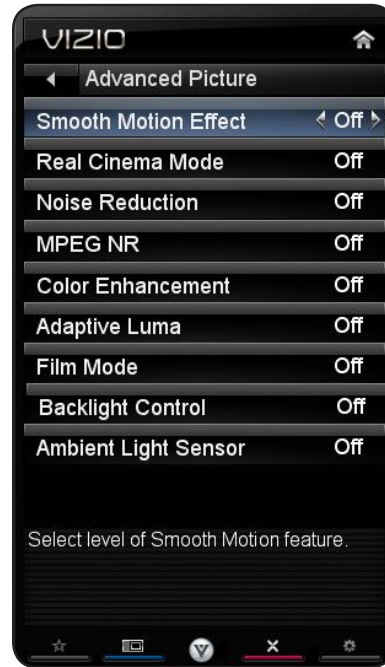 VIZIO
Advanced Picture
Smooth Motion Effect Off
Real Cinema Mode Off
Noise Reduction Off
MPEG NR Off
Color Enhancement Off
Adaptive Luma Off
Film Mode Off
Backlight Control Off
Ambient Light Sensor Off
Select level of Smooth Motion feature.
V